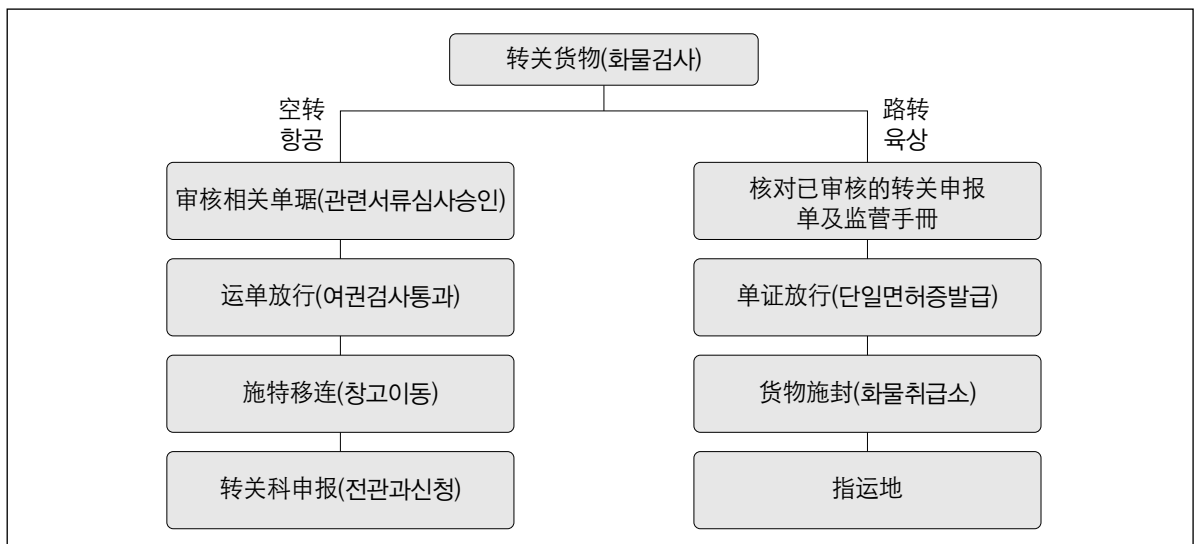 转关货物(화물검사)
空转
항공
路转
육상
审核相关单琚(관련서류심사승인)
核对已审核的转关申报
单及监营手冊
运单放行(여권검사통과)
单证放行(단일면허증발급)
施特移连(창고이동)
货物施封(화물취급소)
转关科申报(전관과신청)
指运地